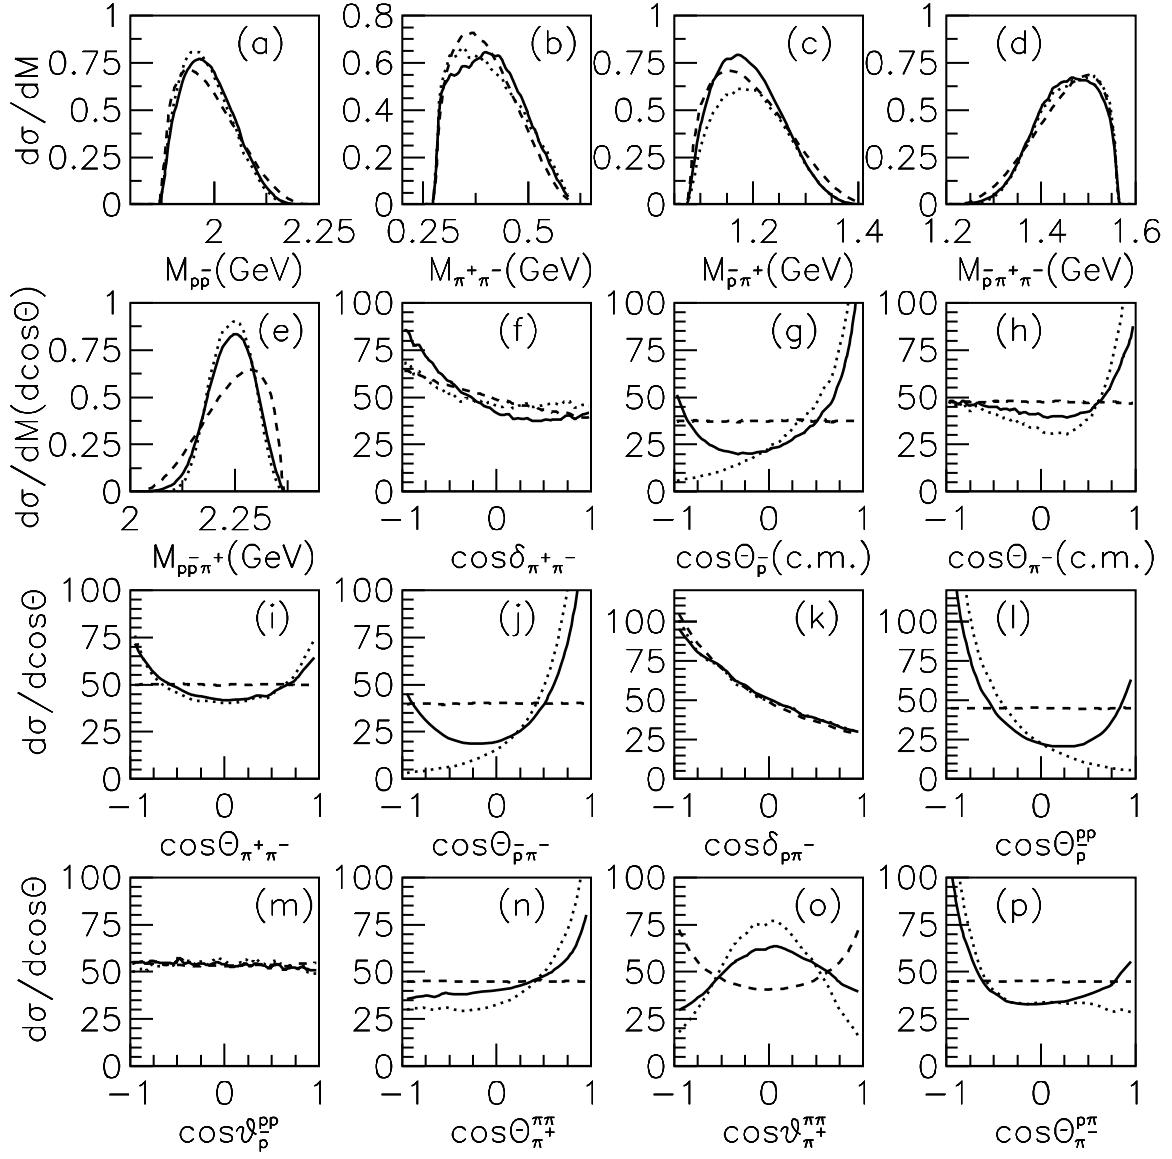 dσ/dM
1 0.75 0.5 0.25 0 (a) 2 2.25
0.8 0.6 0.4 0.2 0 (b) 0.25 0.5
1 0.75 0.5 0.25 0 (c) 1.2 1.4
1 0.75 0.5 0.25 0 (d) 1.2 1.4 1.6
M_{pp̄}(GeV) M_{π⁺π⁻}(GeV) M_{p̄π⁺}(GeV) M_{p̄π⁺π⁻}(GeV)
dσ/dM(dcosΘ)
1 0.75 0.5 0.25 0 (e) 2 2.25
100 75 50 25 0 (f) −1 0 1
100 75 50 25 0 (g) −1 0 1
100 75 50 25 0 (h) −1 0 1
M_{pp̄π⁺}(GeV) cosδ_{π⁺π⁻} cosΘ_{p̄}(c.m.) cosΘ_{π⁻}(c.m.)
dσ/dcosΘ
100 75 50 25 0 (i) −1 0 1
100 75 50 25 0 (j) −1 0 1
100 75 50 25 0 (k) −1 0 1
100 75 50 25 0 (l) −1 0 1
cosΘ_{π⁺π⁻} cosΘ_{p̄π⁻} cosδ_{pπ⁻} cosΘ_{p̄}^{pp}
dσ/dcosΘ
100 75 50 25 0 (m) −1 0 1
100 75 50 25 0 (n) −1 0 1
100 75 50 25 0 (o) −1 0 1
100 75 50 25 0 (p) −1 0 1
cosϑ_{p̄}^{pp} cosΘ_{π⁺}^{ππ} cosϑ_{π⁺}^{ππ} cosΘ_{π⁻}^{pπ}